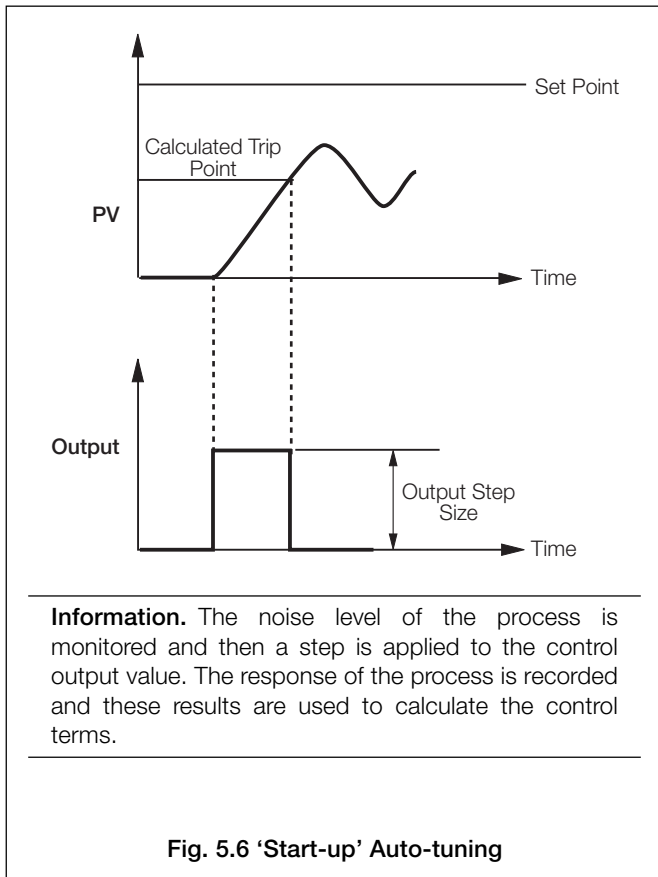 Set Point
Calculated Trip
Point
PV
Time
Output
Output Step
Size
Time
Information. The noise level of the process is
monitored and then a step is applied to the control
output value. The response of the process is recorded
and these results are used to calculate the control
terms.
Fig. 5.6 ‘Start-up’ Auto-tuning